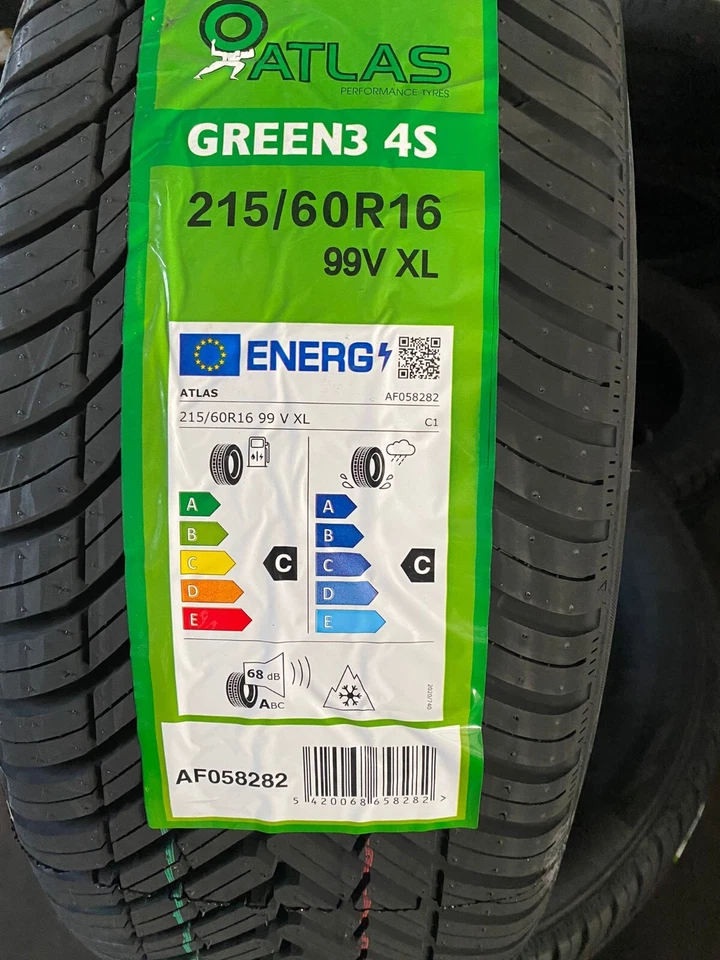 ATLAS
PERFORMANCE TYRES
GREEN3 4S
215/60R16
99V XL
ENERG
ATLAS AF058282
215/60R16 99 V XL C1
A A
B B
C C C C
D D
E E
68 dB
ABC
2020/740
AF058282
5 420068 658282 >